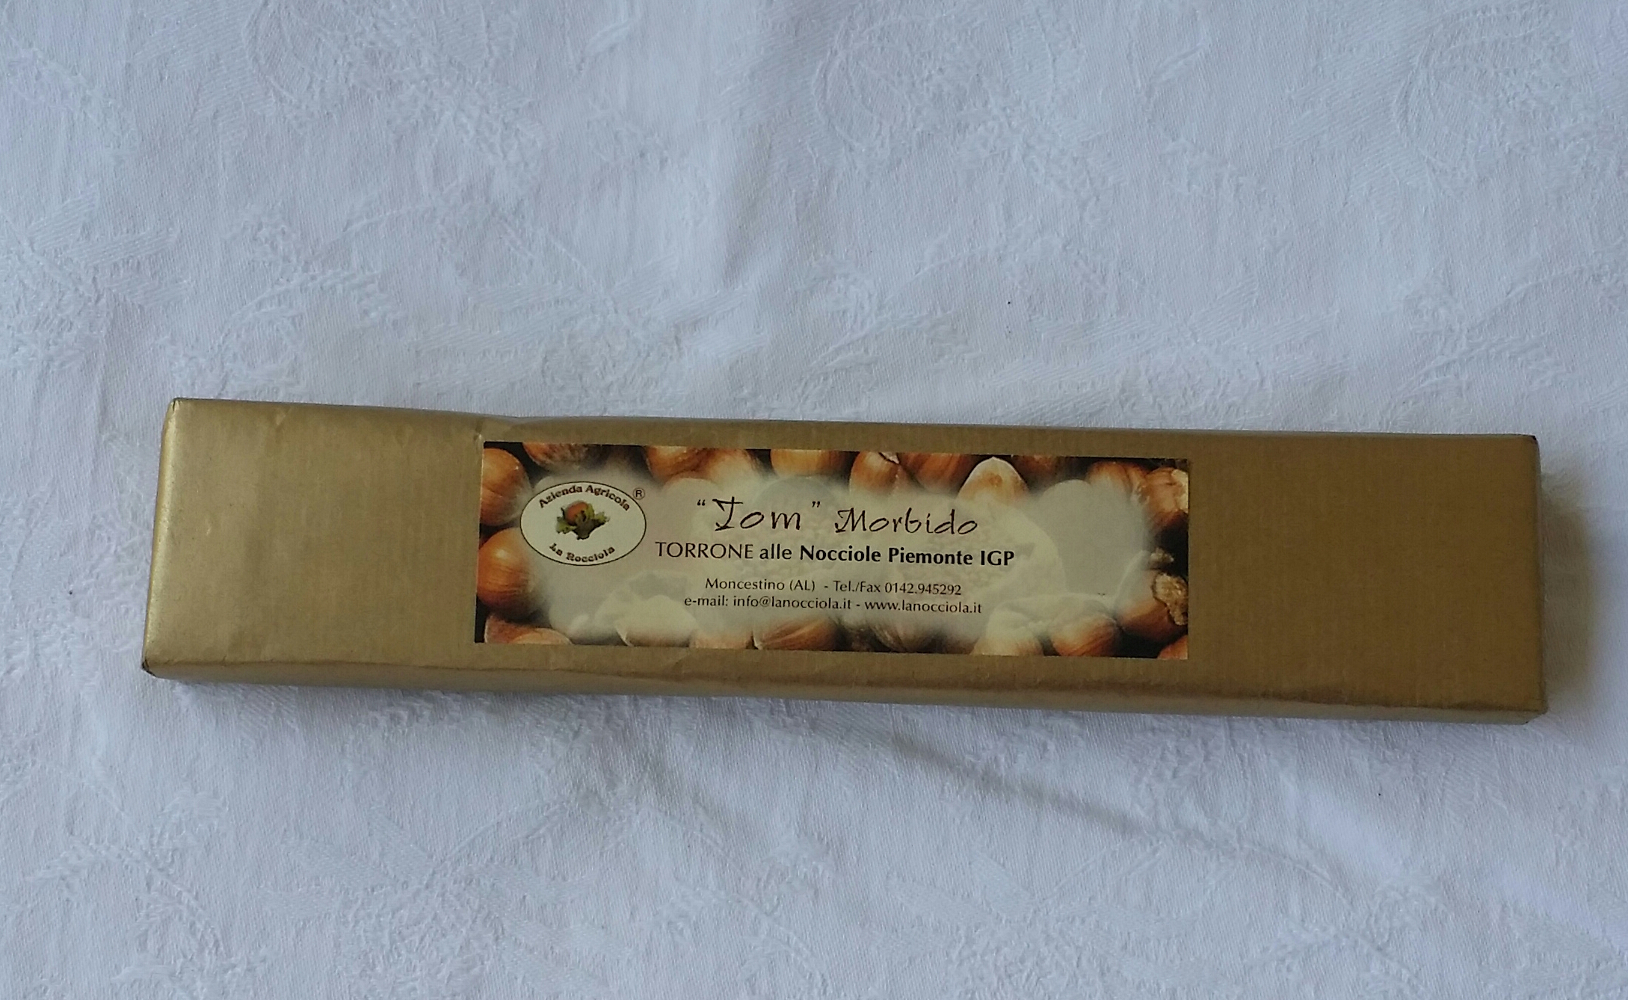 Azienda Agricola ®
La Nocciola
“Tom” Morbido
TORRONE alle Nocciole Piemonte IGP
Moncestino (AL) - Tel./Fax 0142.945292
e-mail: info@lanocciola.it - www.lanocciola.it